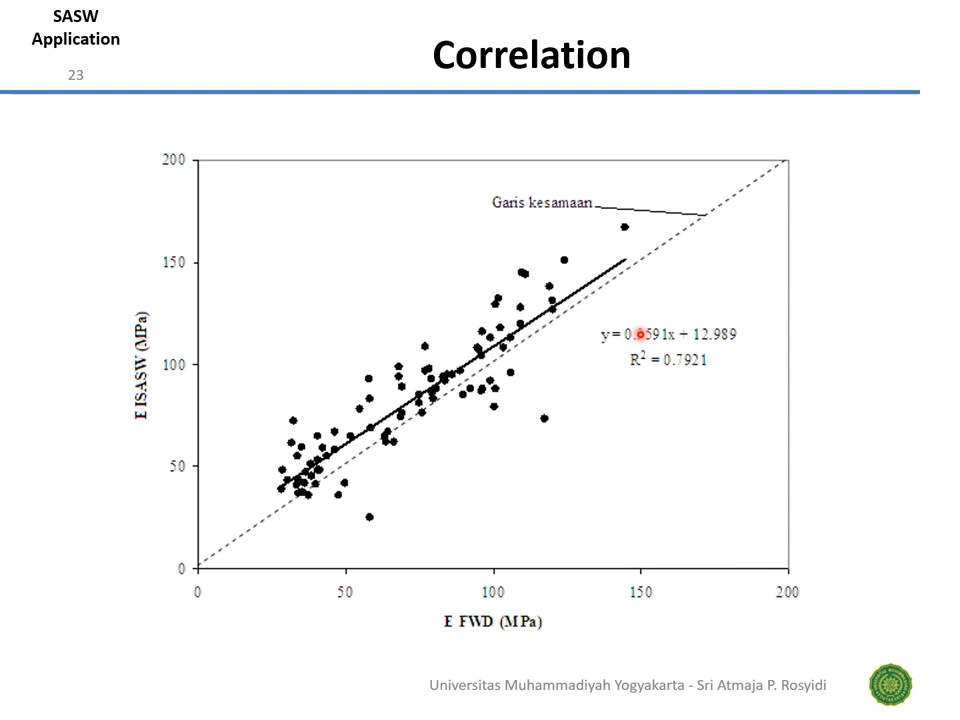 SASW
Application
23
Correlation
200
150
100
50
0
E ISASW (MPa)
Garis kesamaan
+ 12.989
R² = 0.7921
0
50
100
150
200
E FWD (MPa)
Universitas Muhammadiyah Yogyakarta - Sri Atmaja P. Rosyidi